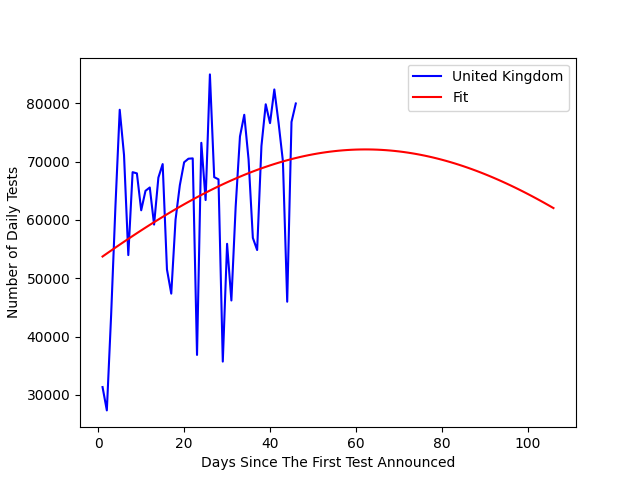 United Kingdom
Fit
Number of Daily Tests
80000
70000
60000
50000
40000
30000
0 20 40 60 80 100
Days Since The First Test Announced